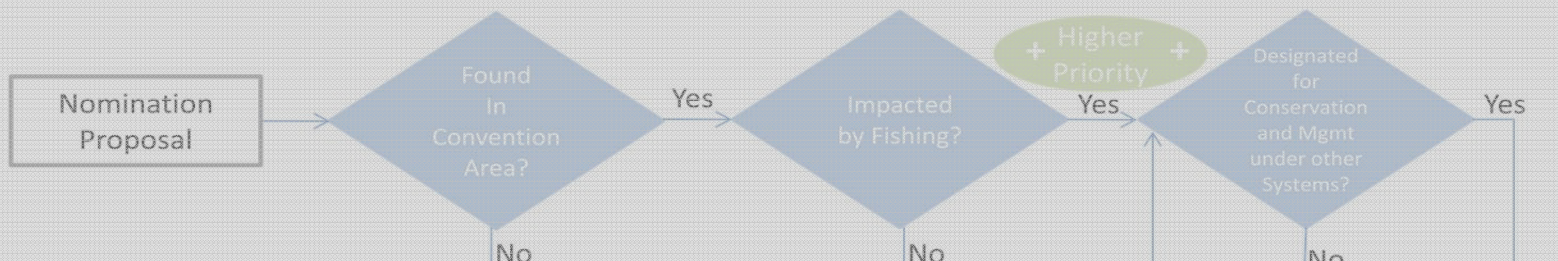 Nomination
Proposal
Found
In
Convention
Area?
Yes
No
Impacted
by Fishing?
+ Higher +
Priority
Yes
No
Designated
for
Conservation
and Mgmt
under other
Systems?
Yes
No